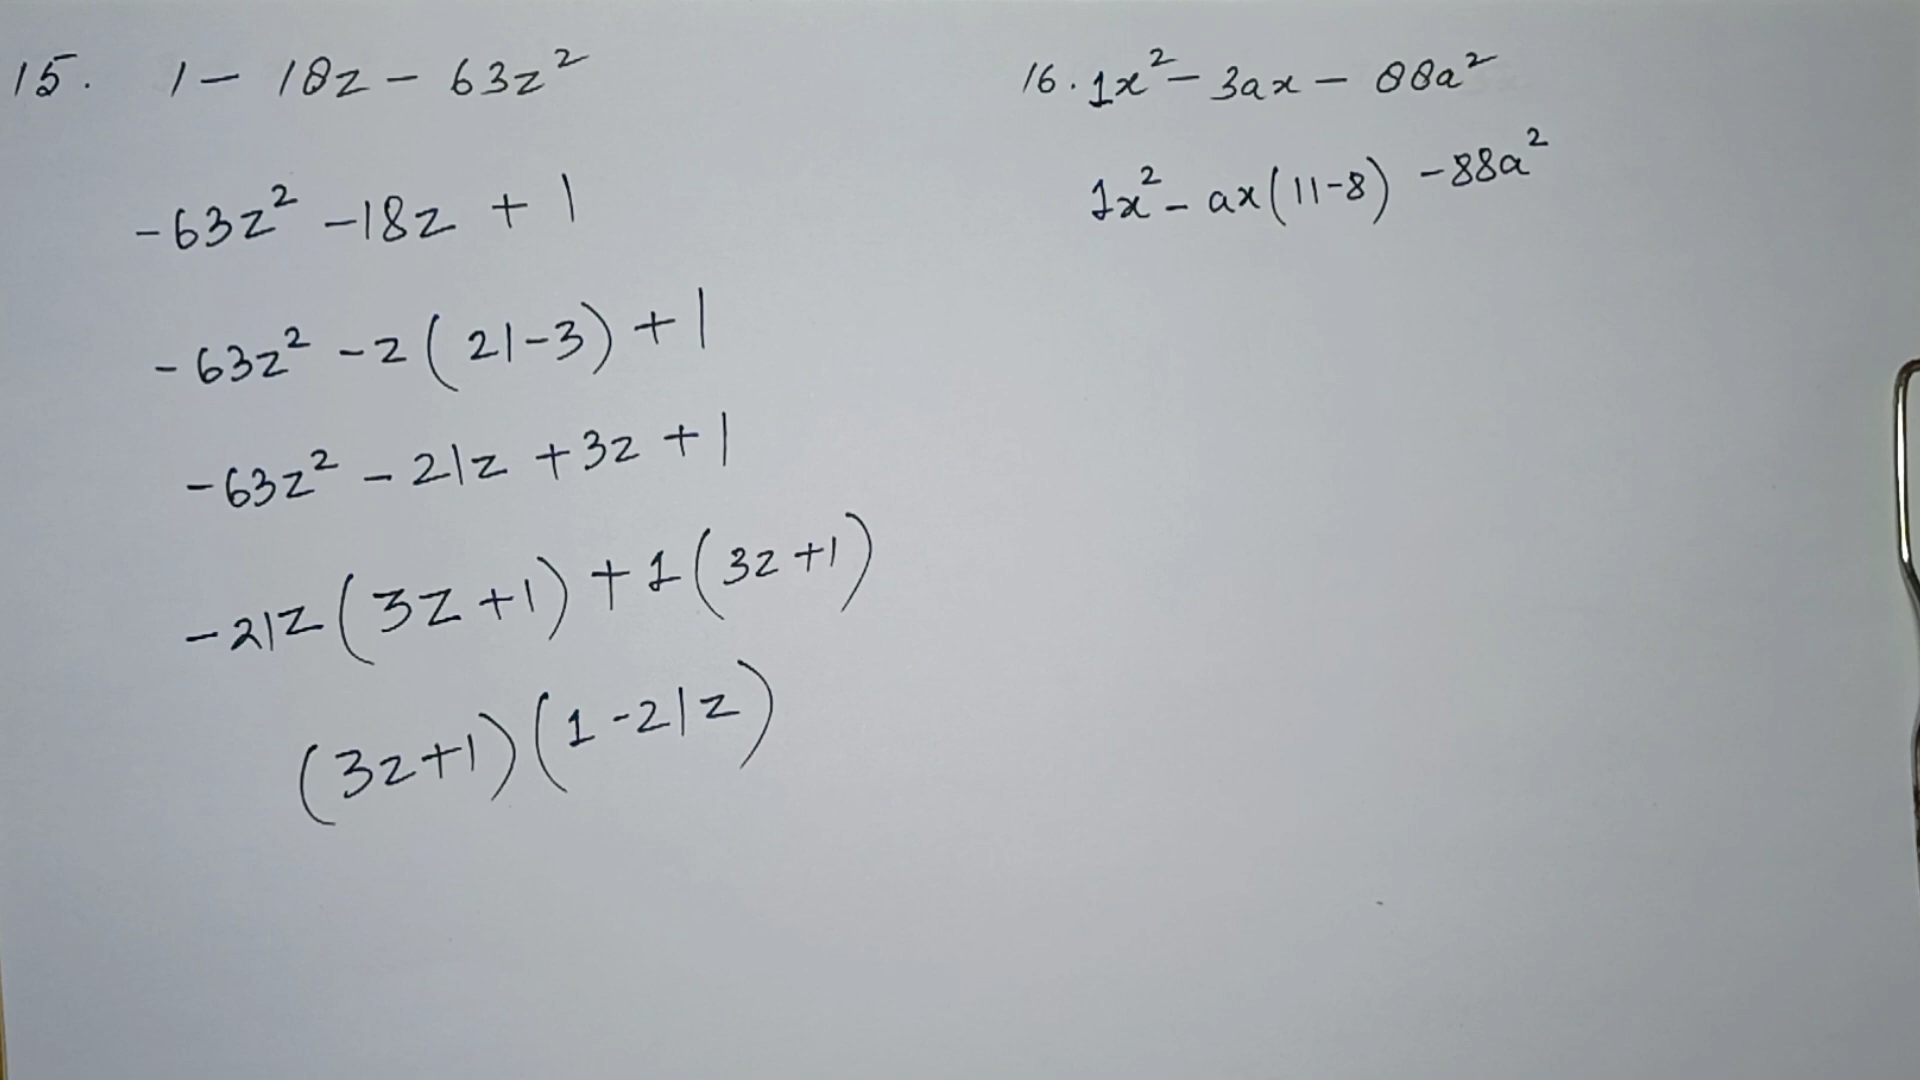 15. 1 - 18z - 63z²
-63z² -18z + 1
-63z² -z(21-3)+1
-63z² - 21z +3z +1
-21z(3z+1)+1(3z+1)
(3z+1)(1-21z)
16. 1x² - 3ax - 88a²
1x² - ax(11-8) -88a²